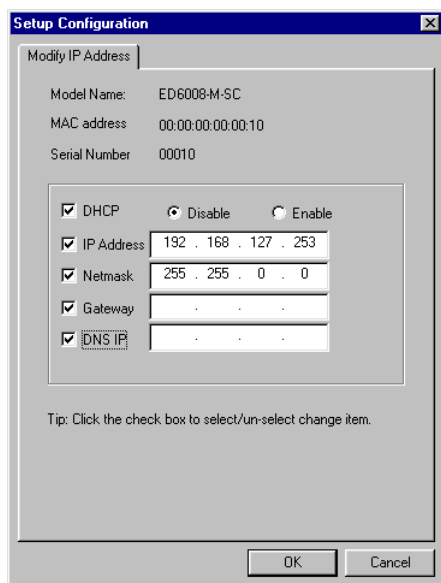 Setup Configuration
Modify IP Address
Model Name: ED6008-M-SC
MAC address 00:00:00:00:00:10
Serial Number 00010
DHCP Disable Enable
IP Address 192 . 168 . 127 . 253
Netmask 255 . 255 . 0 . 0
Gateway . . .
DNS IP . . .
Tip: Click the check box to select/un-select change item.
OK Cancel